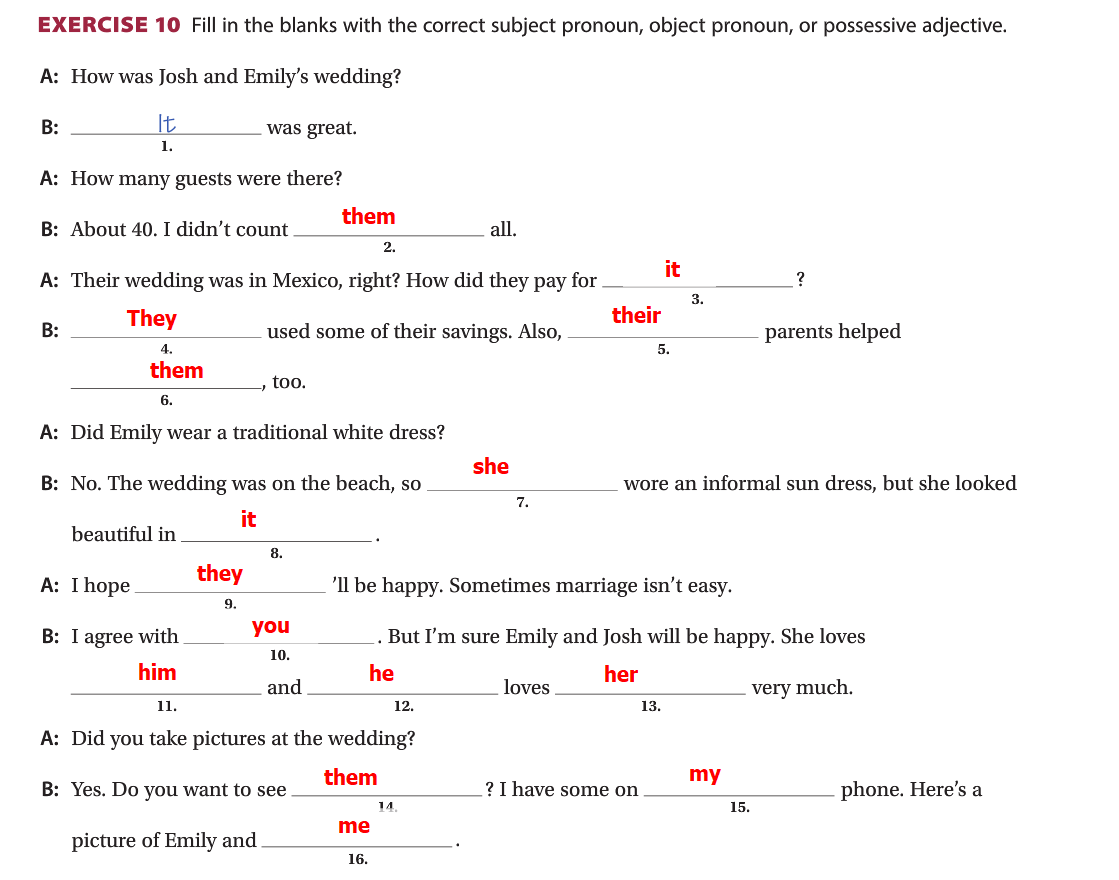 EXERCISE 10 Fill in the blanks with the correct subject pronoun, object pronoun, or possessive adjective.
A: How was Josh and Emily’s wedding?
B: It was great.
1.
A: How many guests were there?
B: About 40. I didn’t count them all.
2.
A: Their wedding was in Mexico, right? How did they pay for it ?
3.
B: They used some of their savings. Also, their parents helped
4. 5.
them, too.
6.
A: Did Emily wear a traditional white dress?
B: No. The wedding was on the beach, so she wore an informal sun dress, but she looked
7.
beautiful in it .
8.
A: I hope they ’ll be happy. Sometimes marriage isn’t easy.
9.
B: I agree with you . But I’m sure Emily and Josh will be happy. She loves
10.
him and he loves her very much.
11. 12. 13.
A: Did you take pictures at the wedding?
B: Yes. Do you want to see them ? I have some on my phone. Here’s a
14. 15.
picture of Emily and me .
16.